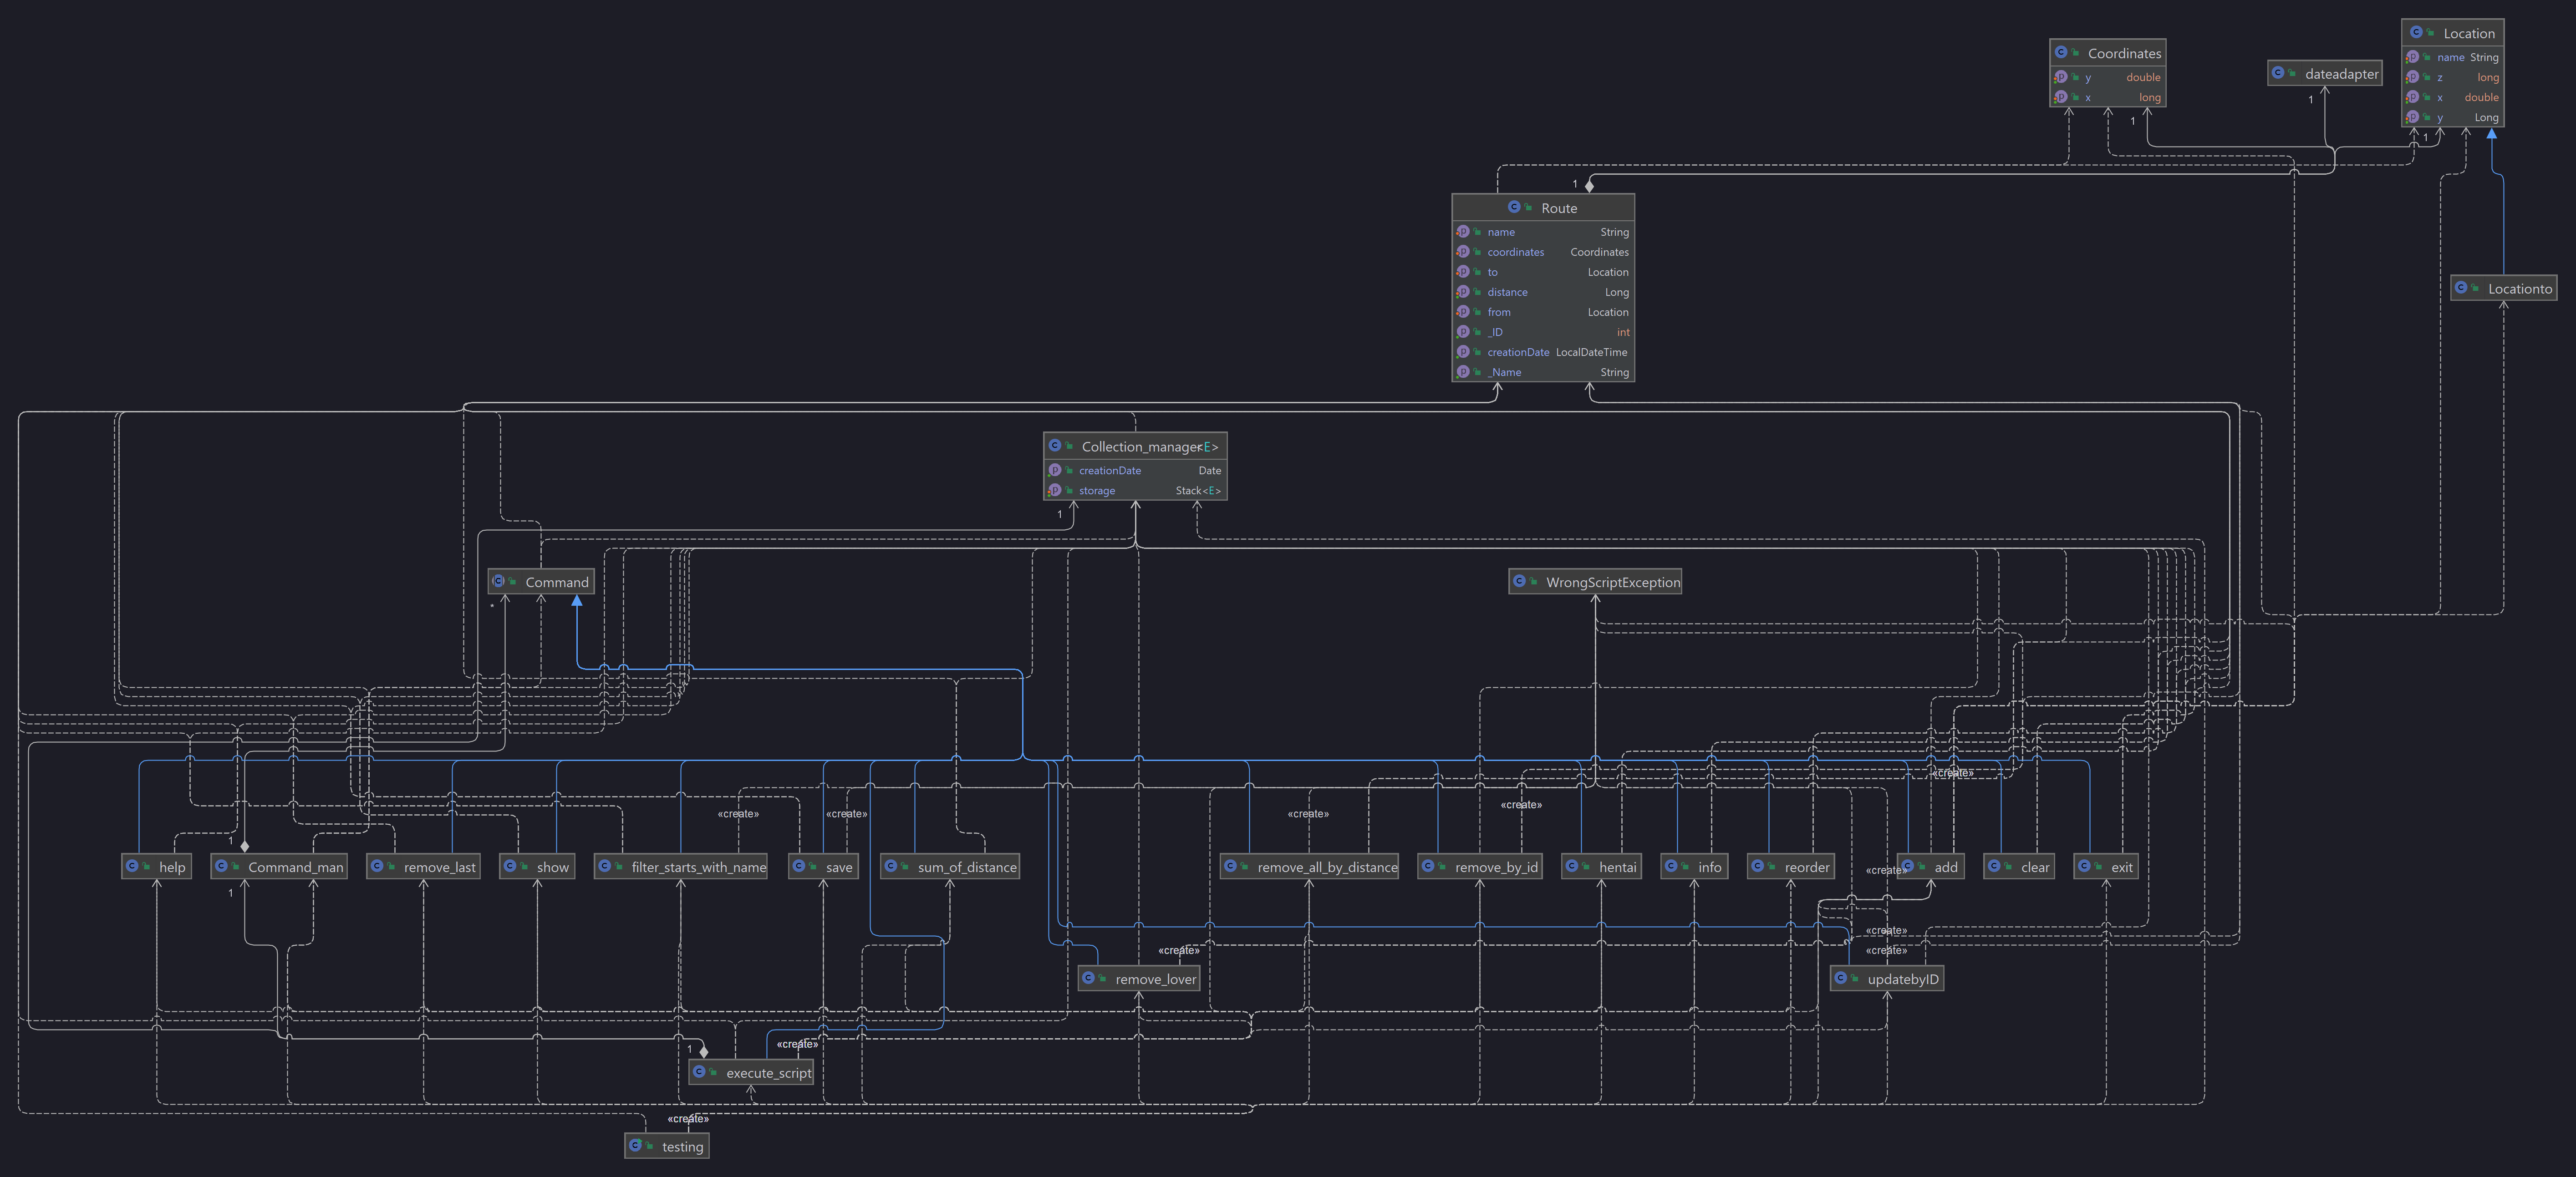 Location
name String
z long
x double
y Long
Coordinates
y double
x long
dateadapter
1
1
1
1
Route
name String
coordinates Coordinates
to Location
distance Long
from Location
_ID int
creationDate LocalDateTime
_Name String
Locationto
Collection_manager<E>
creationDate Date
storage Stack<E>
1
Command
*
WrongScriptException
«create»
«create»
«create»
«create»
«create»
1
help
Command_man
remove_last
show
filter_starts_with_name
save
sum_of_distance
remove_all_by_distance
remove_by_id
hentai
info
reorder
«create»
add
clear
exit
1
«create»
«create»
«create»
remove_lover
updatebyID
1
«create»
execute_script
«create»
testing